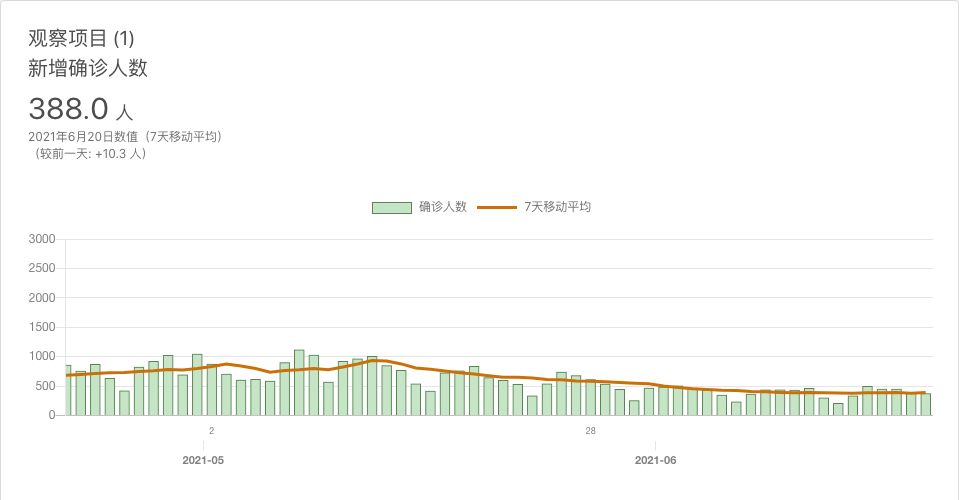 观察项目 (1)
新增确诊人数
388.0 人
2021年6月20日数值（7天移动平均）
（较前一天: +10.3 人）
确诊人数 7天移动平均
3000
2500
2000
1500
1000
500
0
2 28
2021-05 2021-06